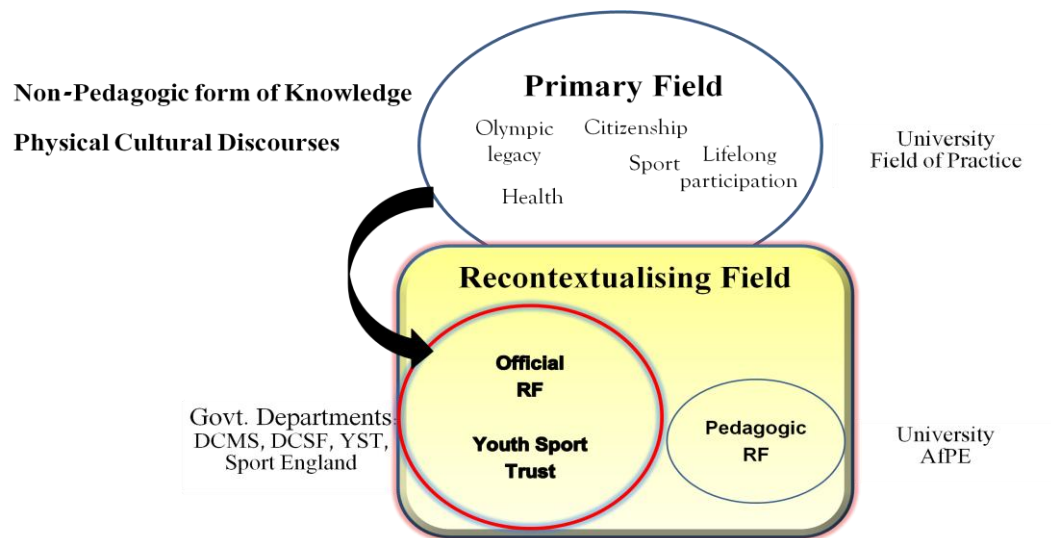 Primary Field
Non-Pedagogic form of Knowledge
Physical Cultural Discourses
Olympic
legacy
Citizenship
Sport
Lifelong
participation
Health
University
Field of Practice
Recontextualising Field
Official
RF
Youth Sport
Trust
Govt. Departments:
DCMS, DCSF, YST,
Sport England
Pedagogic
RF
University
AfPE